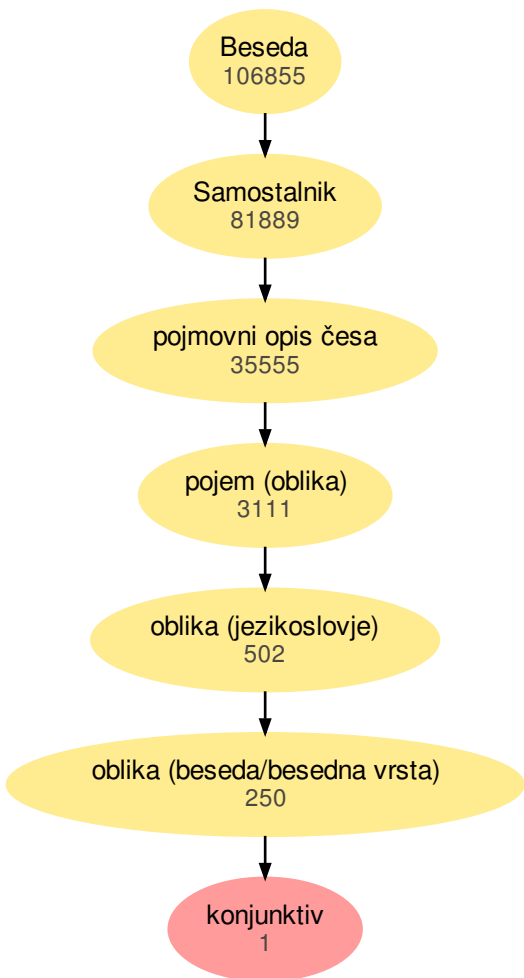 Beseda
106855
Samostalnik
81889
pojmovni opis česa
35555
pojem (oblika)
3111
oblika (jezikoslovje)
502
oblika (beseda/besedna vrsta)
250
konjunktiv
1